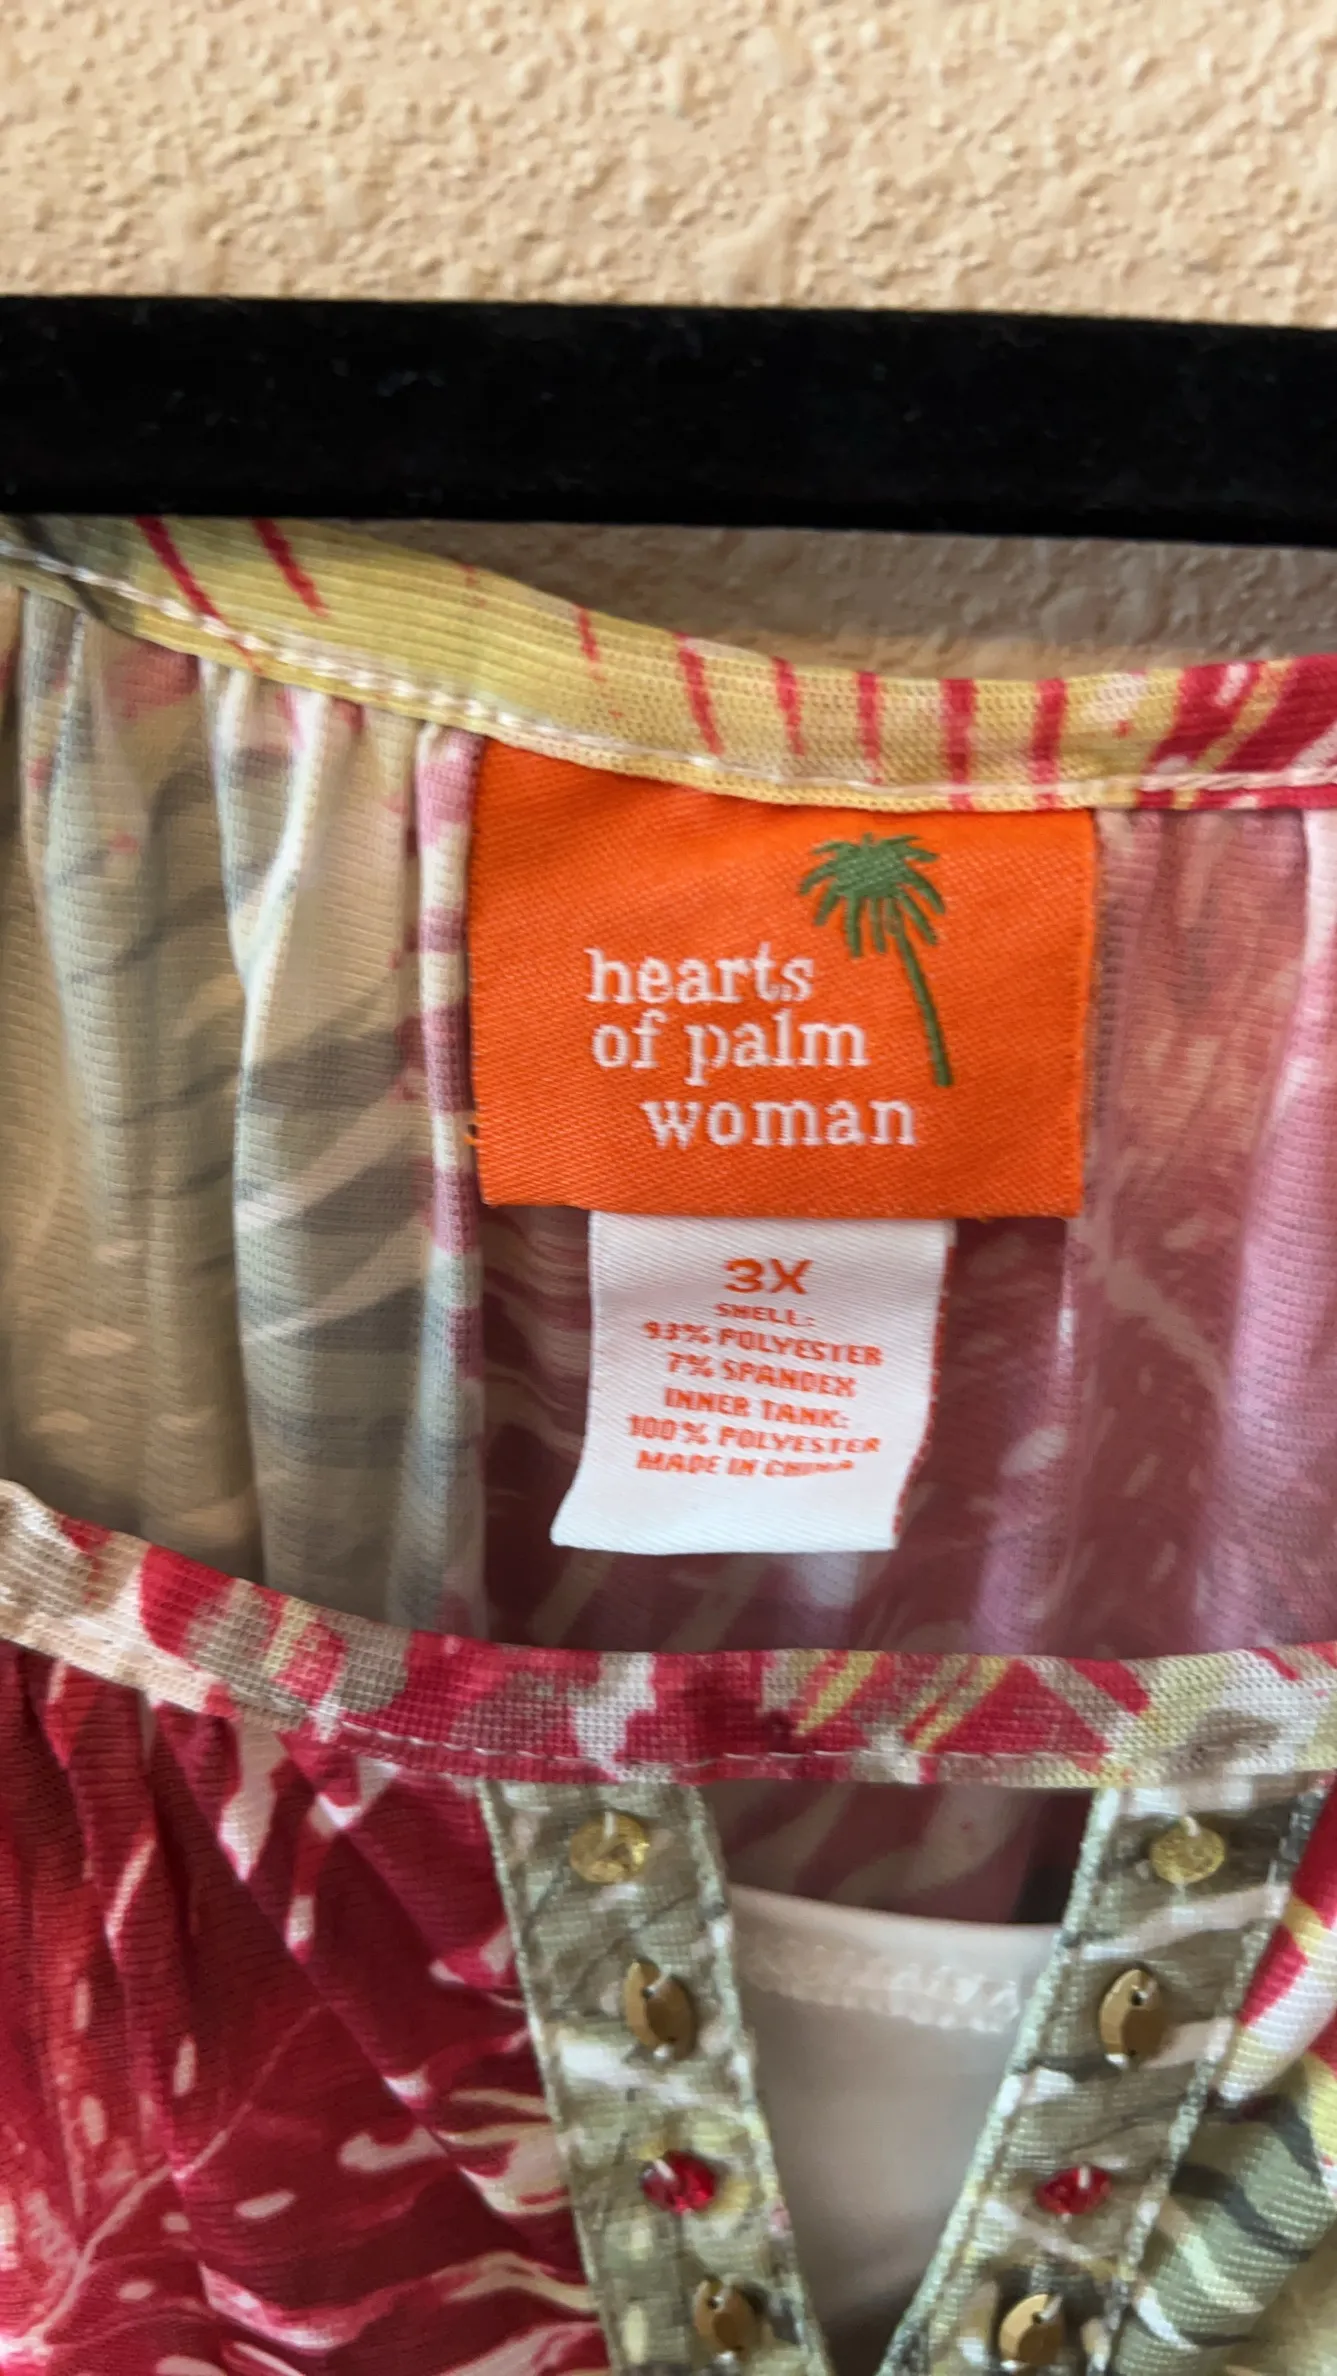 hearts
of palm
woman
3X
SHELL:
93% POLYESTER
7% SPANDEX
INNER TANK:
100% POLYESTER
MADE IN CHINA